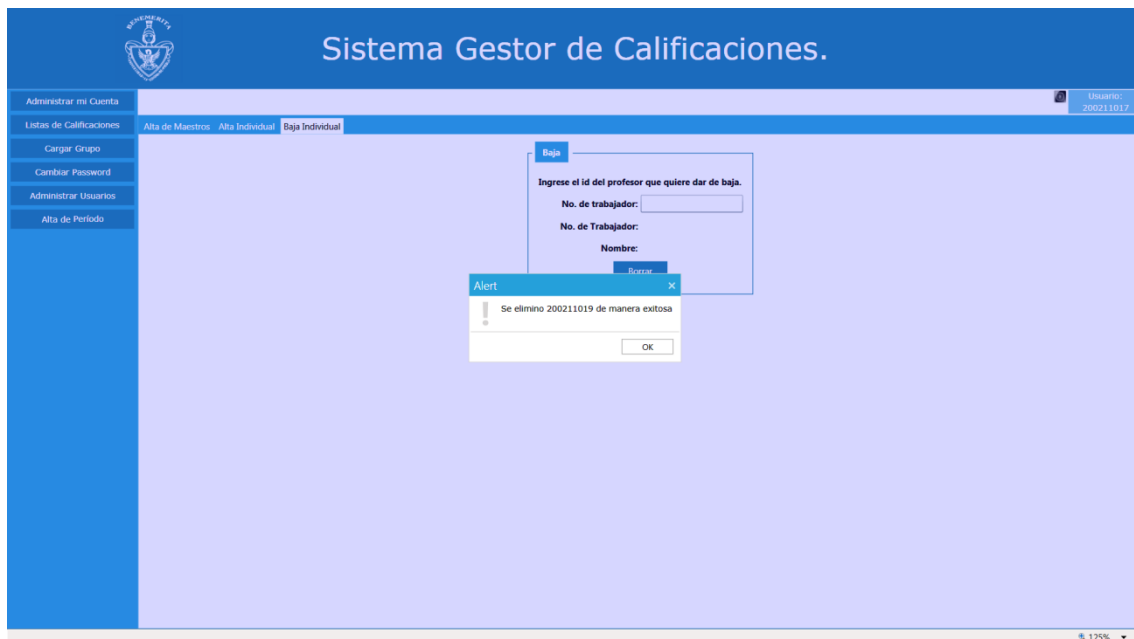 BENEMERITA
Sistema Gestor de Calificaciones.
Usuario:
200211017
Administrar mi Cuenta
Listas de Calificaciones
Cargar Grupo
Cambiar Password
Administrar Usuarios
Alta de Período
Alta de Maestros Alta Individual Baja Individual
Baja
Ingrese el id del profesor que quiere dar de baja.
No. de trabajador:
No. de Trabajador:
Nombre:
Borrar
Alert
Se elimino 200211019 de manera exitosa
OK
125%